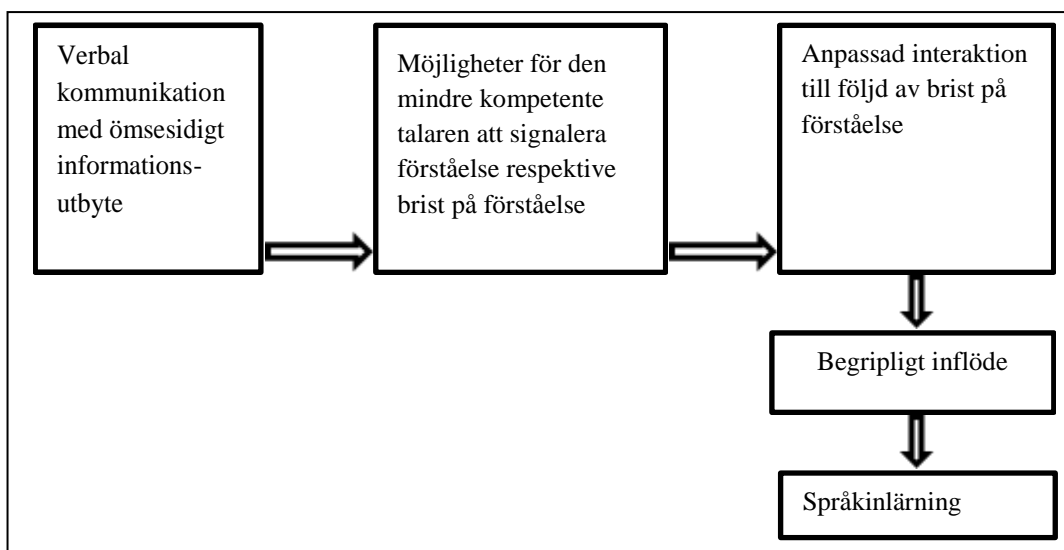 Verbal
kommunikation
med ömsesidigt
informations-
utbyte
Möjligheter för den
mindre kompetente
talaren att signalera
förståelse respektive
brist på förståelse
Anpassad interaktion
till följd av brist på
förståelse
Begripligt inflöde
Språkinlärning